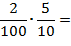 2/100 · 5/10 =